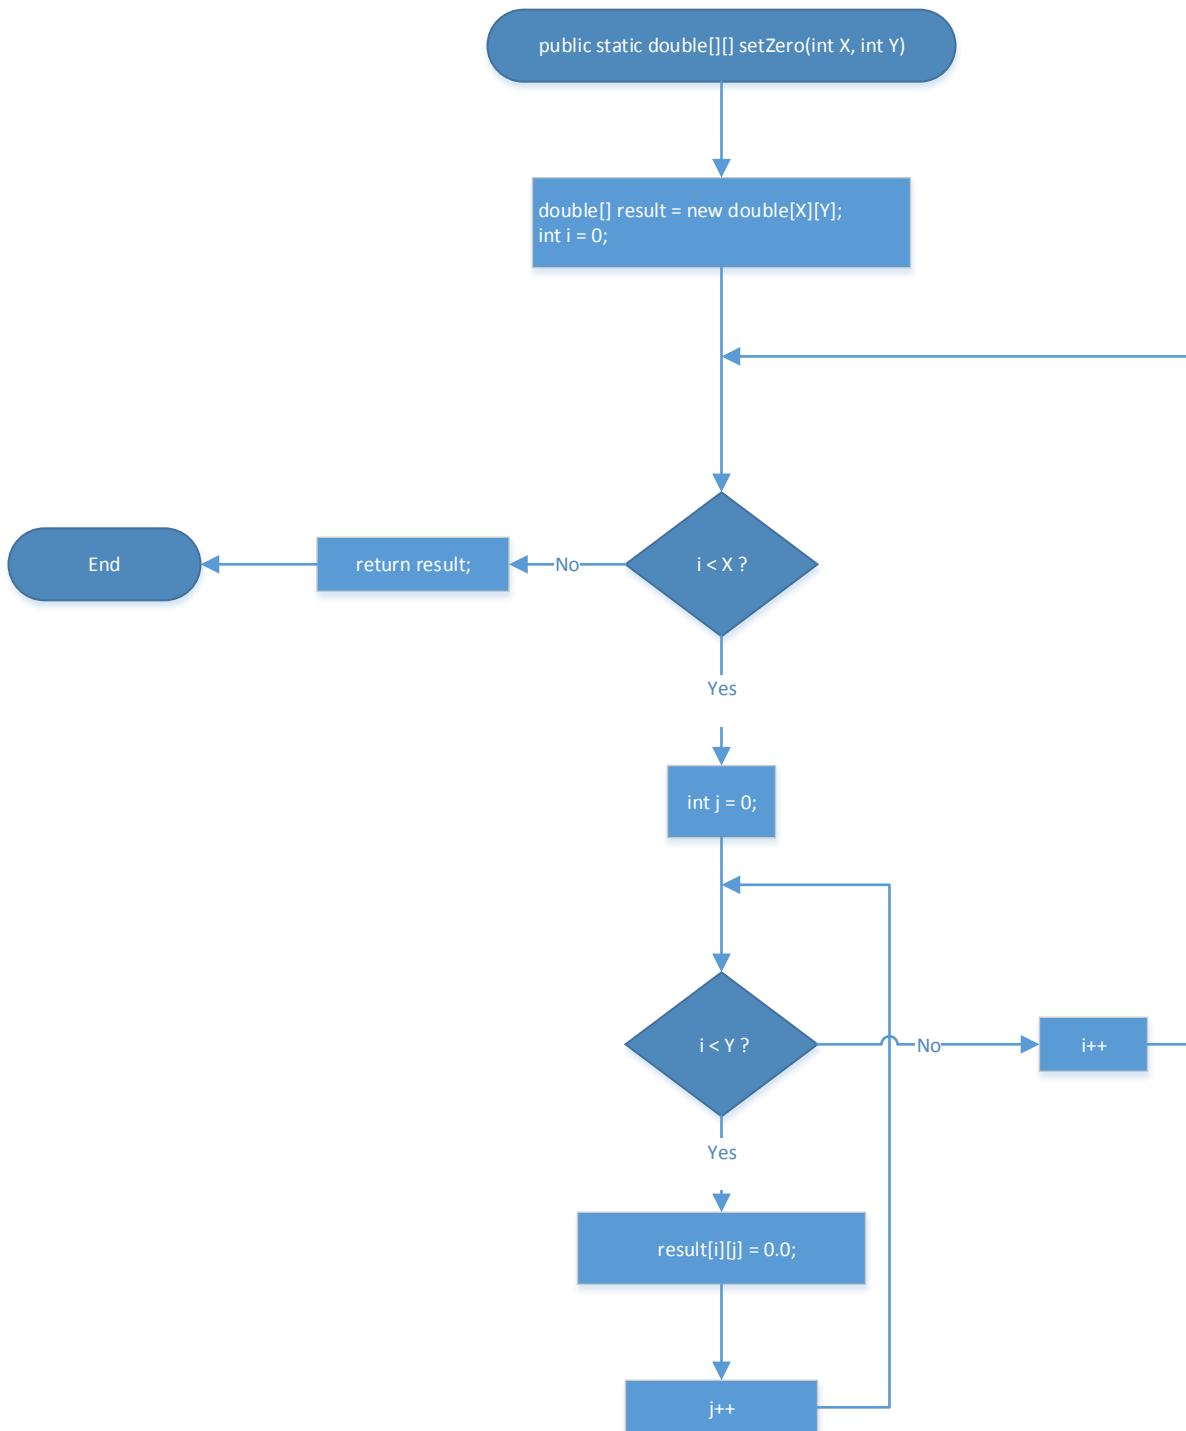 public static double[][] setZero(int X, int Y)
double[] result = new double[X][Y];
int i = 0;
i < X ?
No
return result;
End
Yes
int j = 0;
i < Y ?
No
i++
Yes
result[i][j] = 0.0;
j++